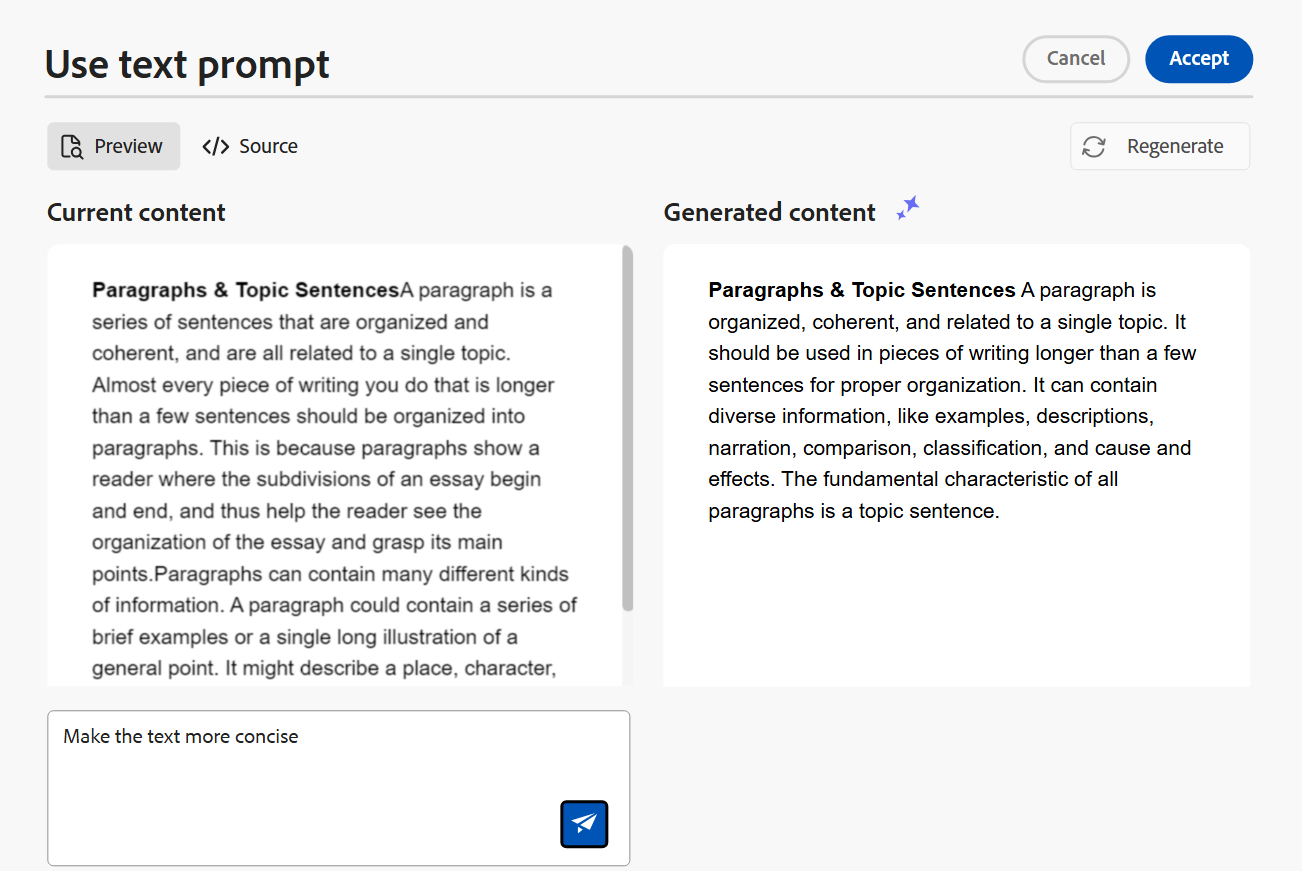 Use text prompt
Cancel
Accept
Preview
</> Source
Regenerate
Current content
Generated content
Paragraphs & Topic SentencesA paragraph is a
series of sentences that are organized and
coherent, and are all related to a single topic.
Almost every piece of writing you do that is longer
than a few sentences should be organized into
paragraphs. This is because paragraphs show a
reader where the subdivisions of an essay begin
and end, and thus help the reader see the
organization of the essay and grasp its main
points.Paragraphs can contain many different kinds
of information. A paragraph could contain a series of
brief examples or a single long illustration of a
general point. It might describe a place, character,
Paragraphs & Topic Sentences A paragraph is
organized, coherent, and related to a single topic. It
should be used in pieces of writing longer than a few
sentences for proper organization. It can contain
diverse information, like examples, descriptions,
narration, comparison, classification, and cause and
effects. The fundamental characteristic of all
paragraphs is a topic sentence.
Make the text more concise